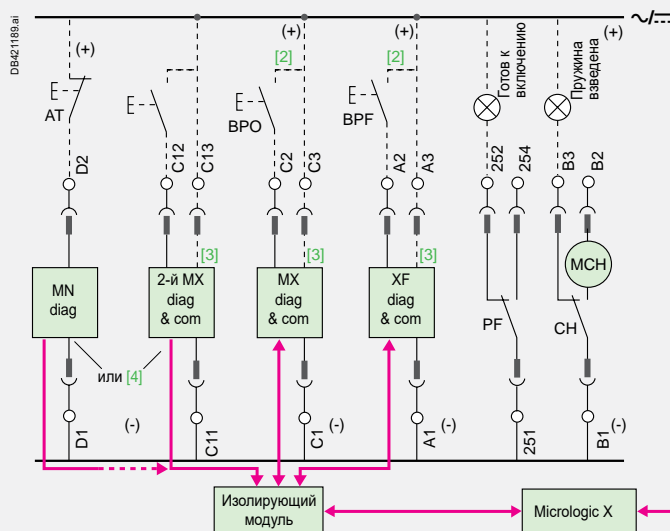 DB421189.ai
(+)
(+)
(+)
(+)
[2]
[2]
Готов к
включению
Пружина
взведена
AT
BPO
BPF
D2
C12
C13
C2
C3
A2
A3
252
254
B3
B2
[3]
[3]
[3]
MN
diag
2-й MX
diag
& com
MX
diag
& com
XF
diag
& com
MCH
PF
CH
или [4]
D1
(-)
C11
C1
(-)
A1
(-)
251
B1
(-)
Изолирующий
модуль
Micrologic X